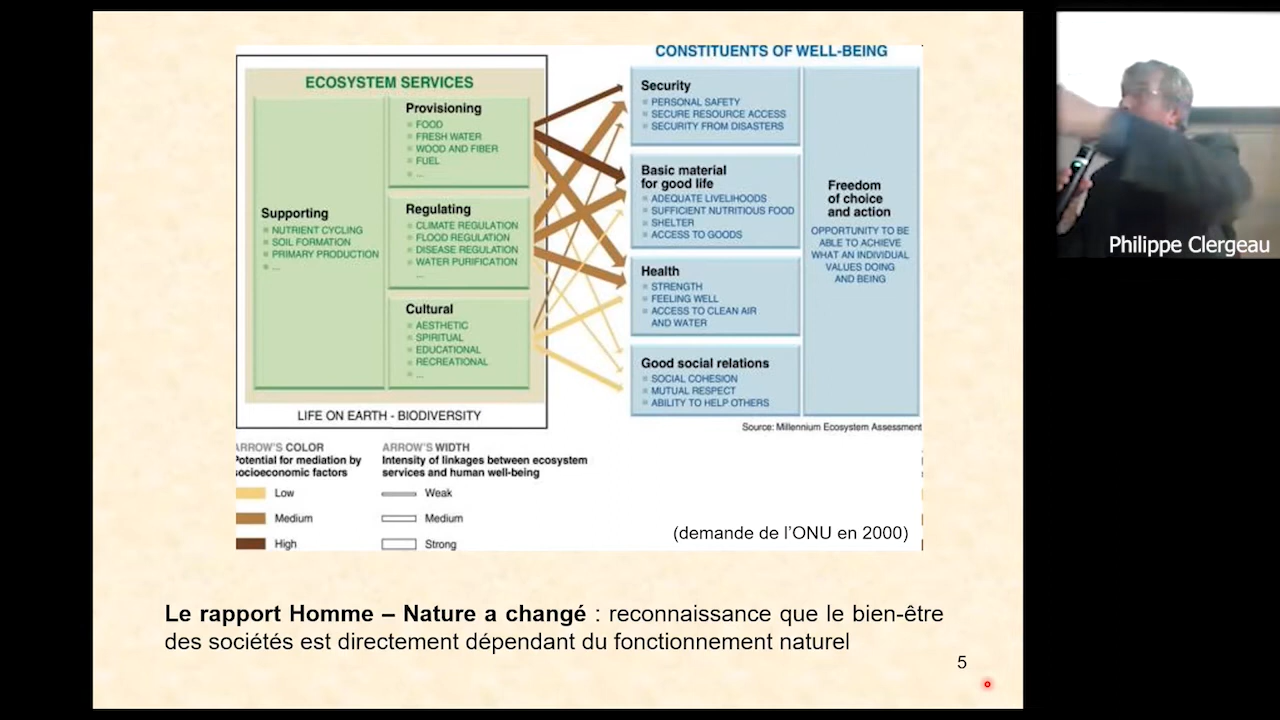 CONSTITUENTS OF WELL-BEING
ECOSYSTEM SERVICES
Supporting
NUTRIENT CYCLING
SOIL FORMATION
PRIMARY PRODUCTION
...
Provisioning
FOOD
FRESH WATER
WOOD AND FIBER
FUEL
...
Regulating
CLIMATE REGULATION
FLOOD REGULATION
DISEASE REGULATION
WATER PURIFICATION
...
Cultural
AESTHETIC
SPIRITUAL
EDUCATIONAL
RECREATIONAL
...
LIFE ON EARTH - BIODIVERSITY
Security
PERSONAL SAFETY
SECURE RESOURCE ACCESS
SECURITY FROM DISASTERS
Basic material
for good life
ADEQUATE LIVELIHOODS
SUFFICIENT NUTRITIOUS FOOD
SHELTER
ACCESS TO GOODS
Health
STRENGTH
FEELING WELL
ACCESS TO CLEAN AIR
AND WATER
Good social relations
SOCIAL COHESION
MUTUAL RESPECT
ABILITY TO HELP OTHERS
Freedom
of choice
and action
OPPORTUNITY TO BE
ABLE TO ACHIEVE
WHAT AN INDIVIDUAL
VALUES DOING
AND BEING
Source: Millennium Ecosystem Assessment
ARROW'S COLOR
Potential for mediation by
socioeconomic factors
Low
Medium
High
ARROW'S WIDTH
Intensity of linkages between ecosystem
services and human well-being
Weak
Medium
Strong
(demande de l'ONU en 2000)
Le rapport Homme – Nature a changé : reconnaissance que le bien-être
des sociétés est directement dépendant du fonctionnement naturel
5
Philippe Clergeau